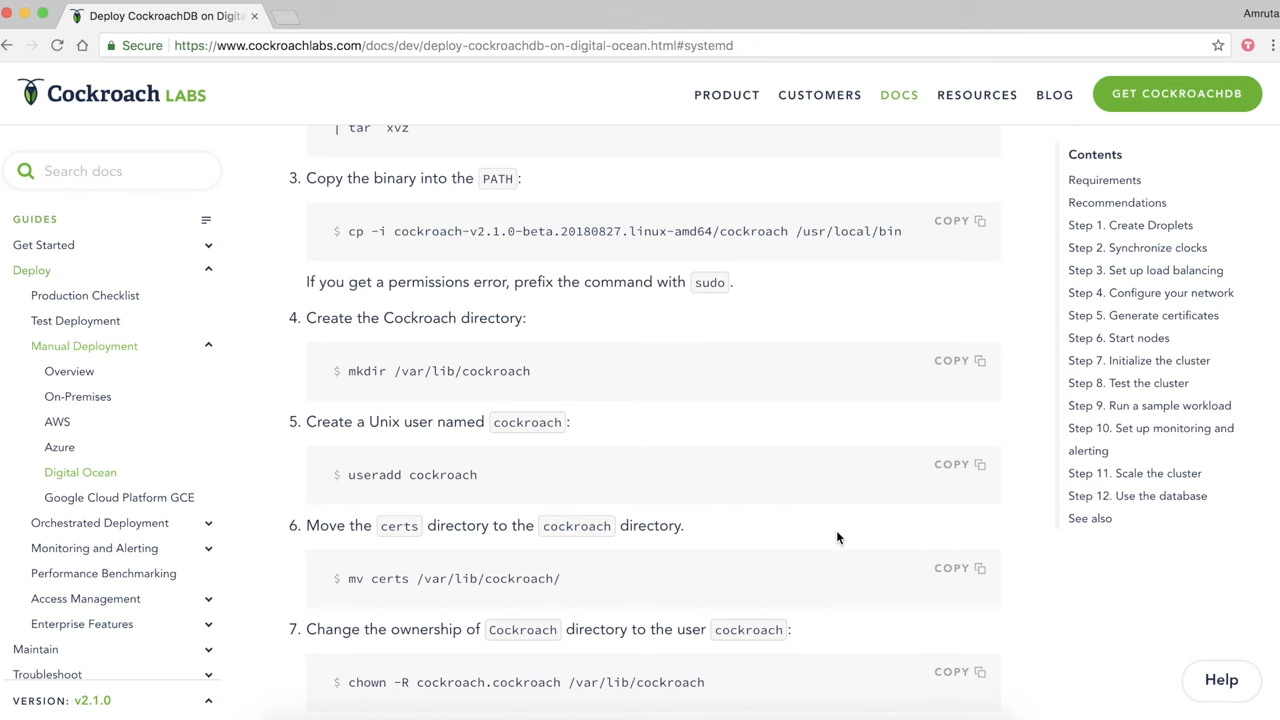 Deploy CockroachDB on Digita
Amruta
Secure https://www.cockroachlabs.com/docs/dev/deploy-cockroachdb-on-digital-ocean.html#systemd
Cockroach LABS
PRODUCT CUSTOMERS DOCS RESOURCES BLOG GET COCKROACHDB
Search docs
GUIDES
Get Started
Deploy
Production Checklist
Test Deployment
Manual Deployment
Overview
On-Premises
AWS
Azure
Digital Ocean
Google Cloud Platform GCE
Orchestrated Deployment
Monitoring and Alerting
Performance Benchmarking
Access Management
Enterprise Features
Maintain
Troubleshoot
VERSION: v2.1.0
| tar xvz
3. Copy the binary into the PATH:
COPY
$ cp -i cockroach-v2.1.0-beta.20180827.linux-amd64/cockroach /usr/local/bin
If you get a permissions error, prefix the command with sudo.
4. Create the Cockroach directory:
COPY
$ mkdir /var/lib/cockroach
5. Create a Unix user named cockroach:
COPY
$ useradd cockroach
6. Move the certs directory to the cockroach directory.
COPY
$ mv certs /var/lib/cockroach/
7. Change the ownership of Cockroach directory to the user cockroach:
COPY
$ chown -R cockroach.cockroach /var/lib/cockroach
Contents
Requirements
Recommendations
Step 1. Create Droplets
Step 2. Synchronize clocks
Step 3. Set up load balancing
Step 4. Configure your network
Step 5. Generate certificates
Step 6. Start nodes
Step 7. Initialize the cluster
Step 8. Test the cluster
Step 9. Run a sample workload
Step 10. Set up monitoring and
alerting
Step 11. Scale the cluster
Step 12. Use the database
See also
Help